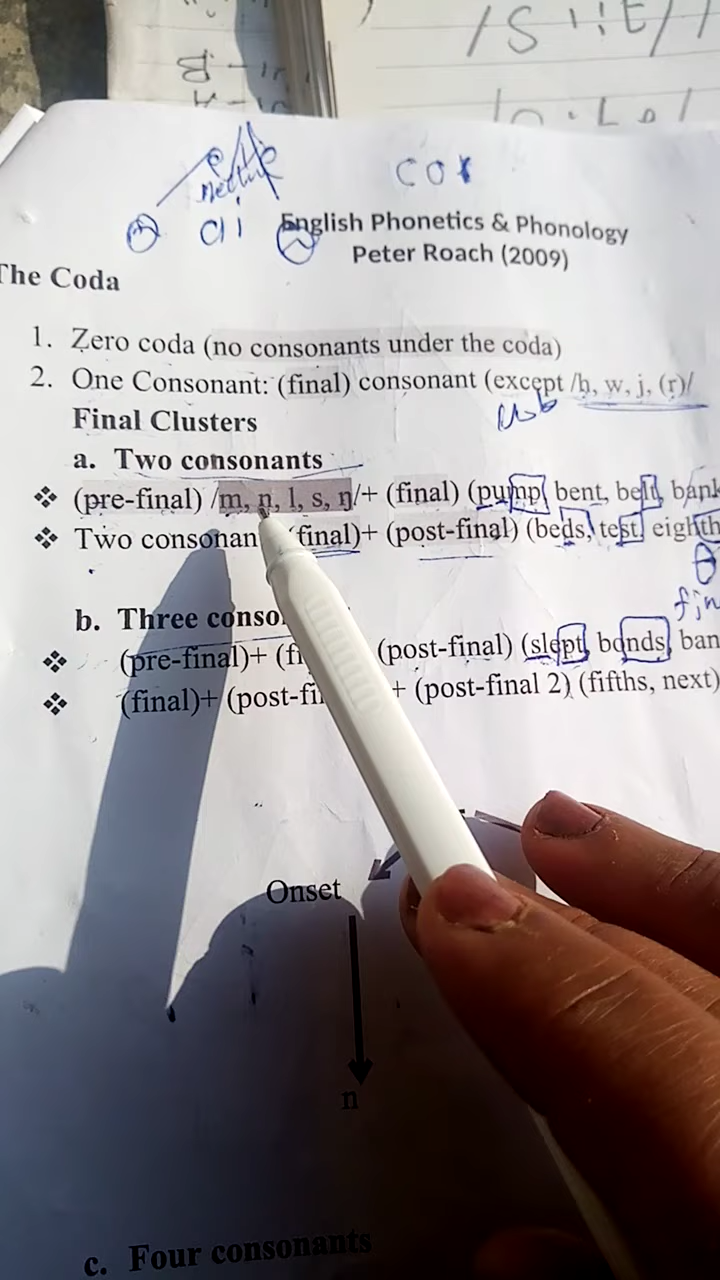 /S
COX
ai English Phonetics & Phonology
Peter Roach (2009)
The Coda
1. Zero coda (no consonants under the coda)
2. One Consonant: (final) consonant (except /h, w, j, (r)/
Final Clusters
a. Two consonants
❖ (pre-final) /m, n, l, s, ŋ/+ (final) (pump, bent, belt, bank
❖ Two consonan (final)+ (post-final) (beds, test, eighth
θ
fin
b. Three conso
❖ (pre-final)+ (fi (post-final) (slept, bonds, ban
❖ (final)+ (post-fi + (post-final 2) (fifths, next)
Onset
n
c. Four consonants